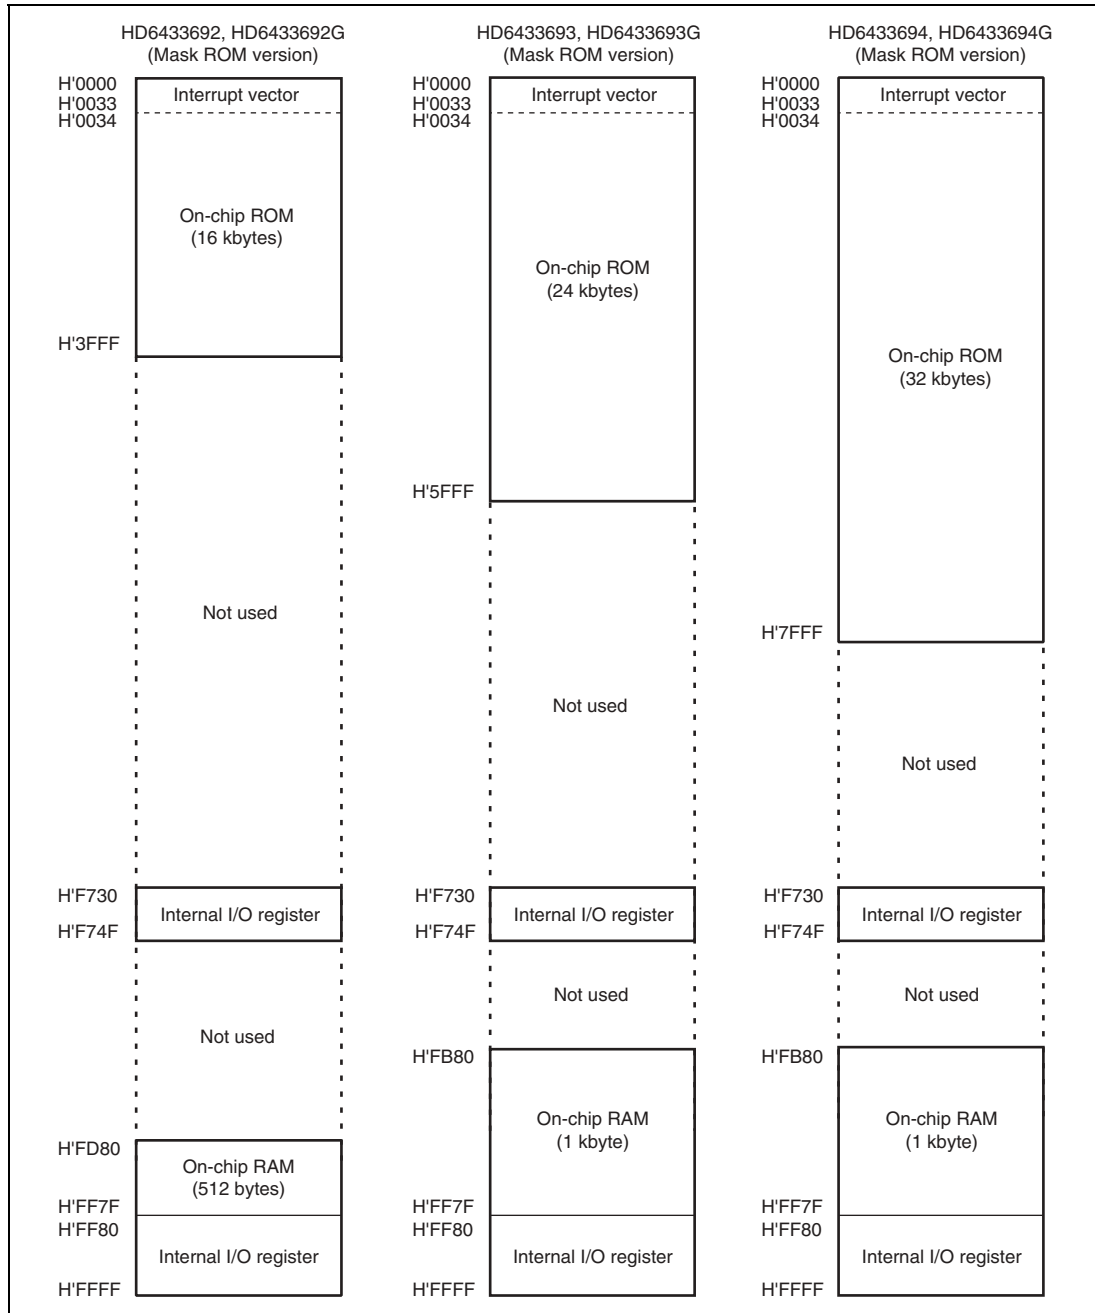 HD6433692, HD6433692G
(Mask ROM version)
H'0000
H'0033
H'0034
Interrupt vector
On-chip ROM
(16 kbytes)
H'3FFF
Not used
H'F730
Internal I/O register
H'F74F
Not used
H'FD80
On-chip RAM
(512 bytes)
H'FF7F
H'FF80
Internal I/O register
H'FFFF
HD6433693, HD6433693G
(Mask ROM version)
H'0000
H'0033
H'0034
Interrupt vector
On-chip ROM
(24 kbytes)
H'5FFF
Not used
H'F730
Internal I/O register
H'F74F
Not used
H'FB80
On-chip RAM
(1 kbyte)
H'FF7F
H'FF80
Internal I/O register
H'FFFF
HD6433694, HD6433694G
(Mask ROM version)
H'0000
H'0033
H'0034
Interrupt vector
On-chip ROM
(32 kbytes)
H'7FFF
Not used
H'F730
Internal I/O register
H'F74F
Not used
H'FB80
On-chip RAM
(1 kbyte)
H'FF7F
H'FF80
Internal I/O register
H'FFFF